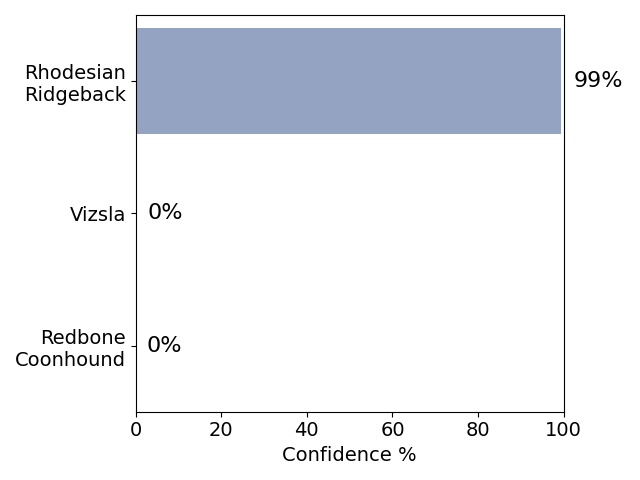 Rhodesian
Ridgeback
99%
Vizsla
0%
Redbone
Coonhound
0%
0 20 40 60 80 100
Confidence %